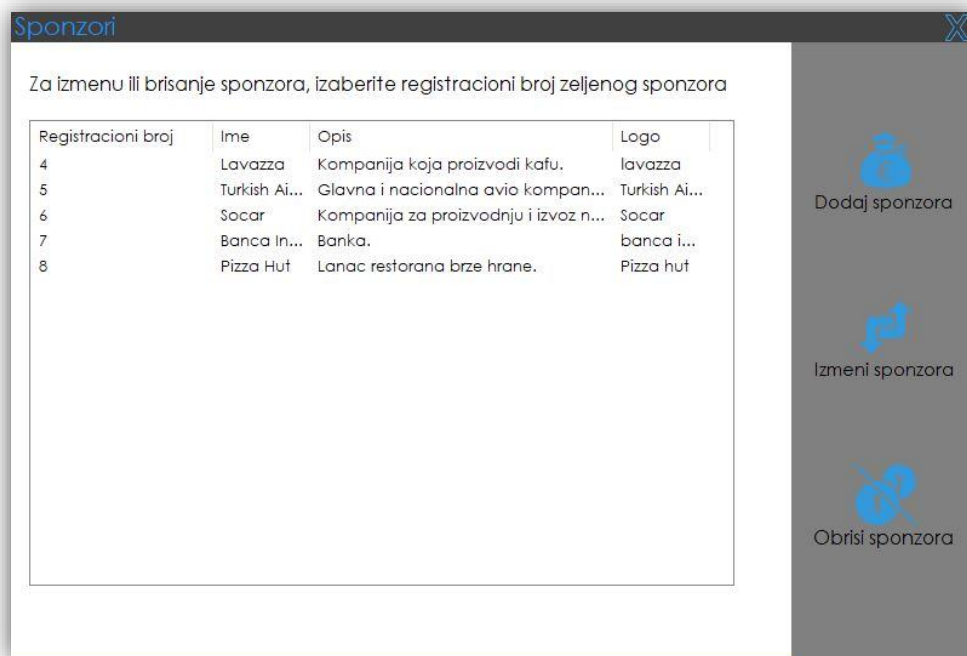 Sponzori X
Za izmenu ili brisanje sponzora, izaberite registracioni broj zeljenog sponzora
Registracioni broj Ime Opis Logo
4 Lavazza Kompanija koja proizvodi kafu. lavazza
5 Turkish Ai... Glavna i nacionalna avio kompan... Turkish Ai...
6 Socar Kompanija za proizvodnju i izvoz n... Socar
7 Banca In... Banka. banca i...
8 Pizza Hut Lanac restorana brze hrane. Pizza hut
Dodaj sponzora
Izmeni sponzora
Obrisi sponzora